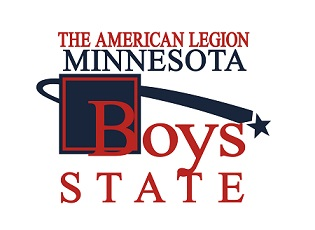 THE AMERICAN LEGION
MINNESOTA
Boys
STATE